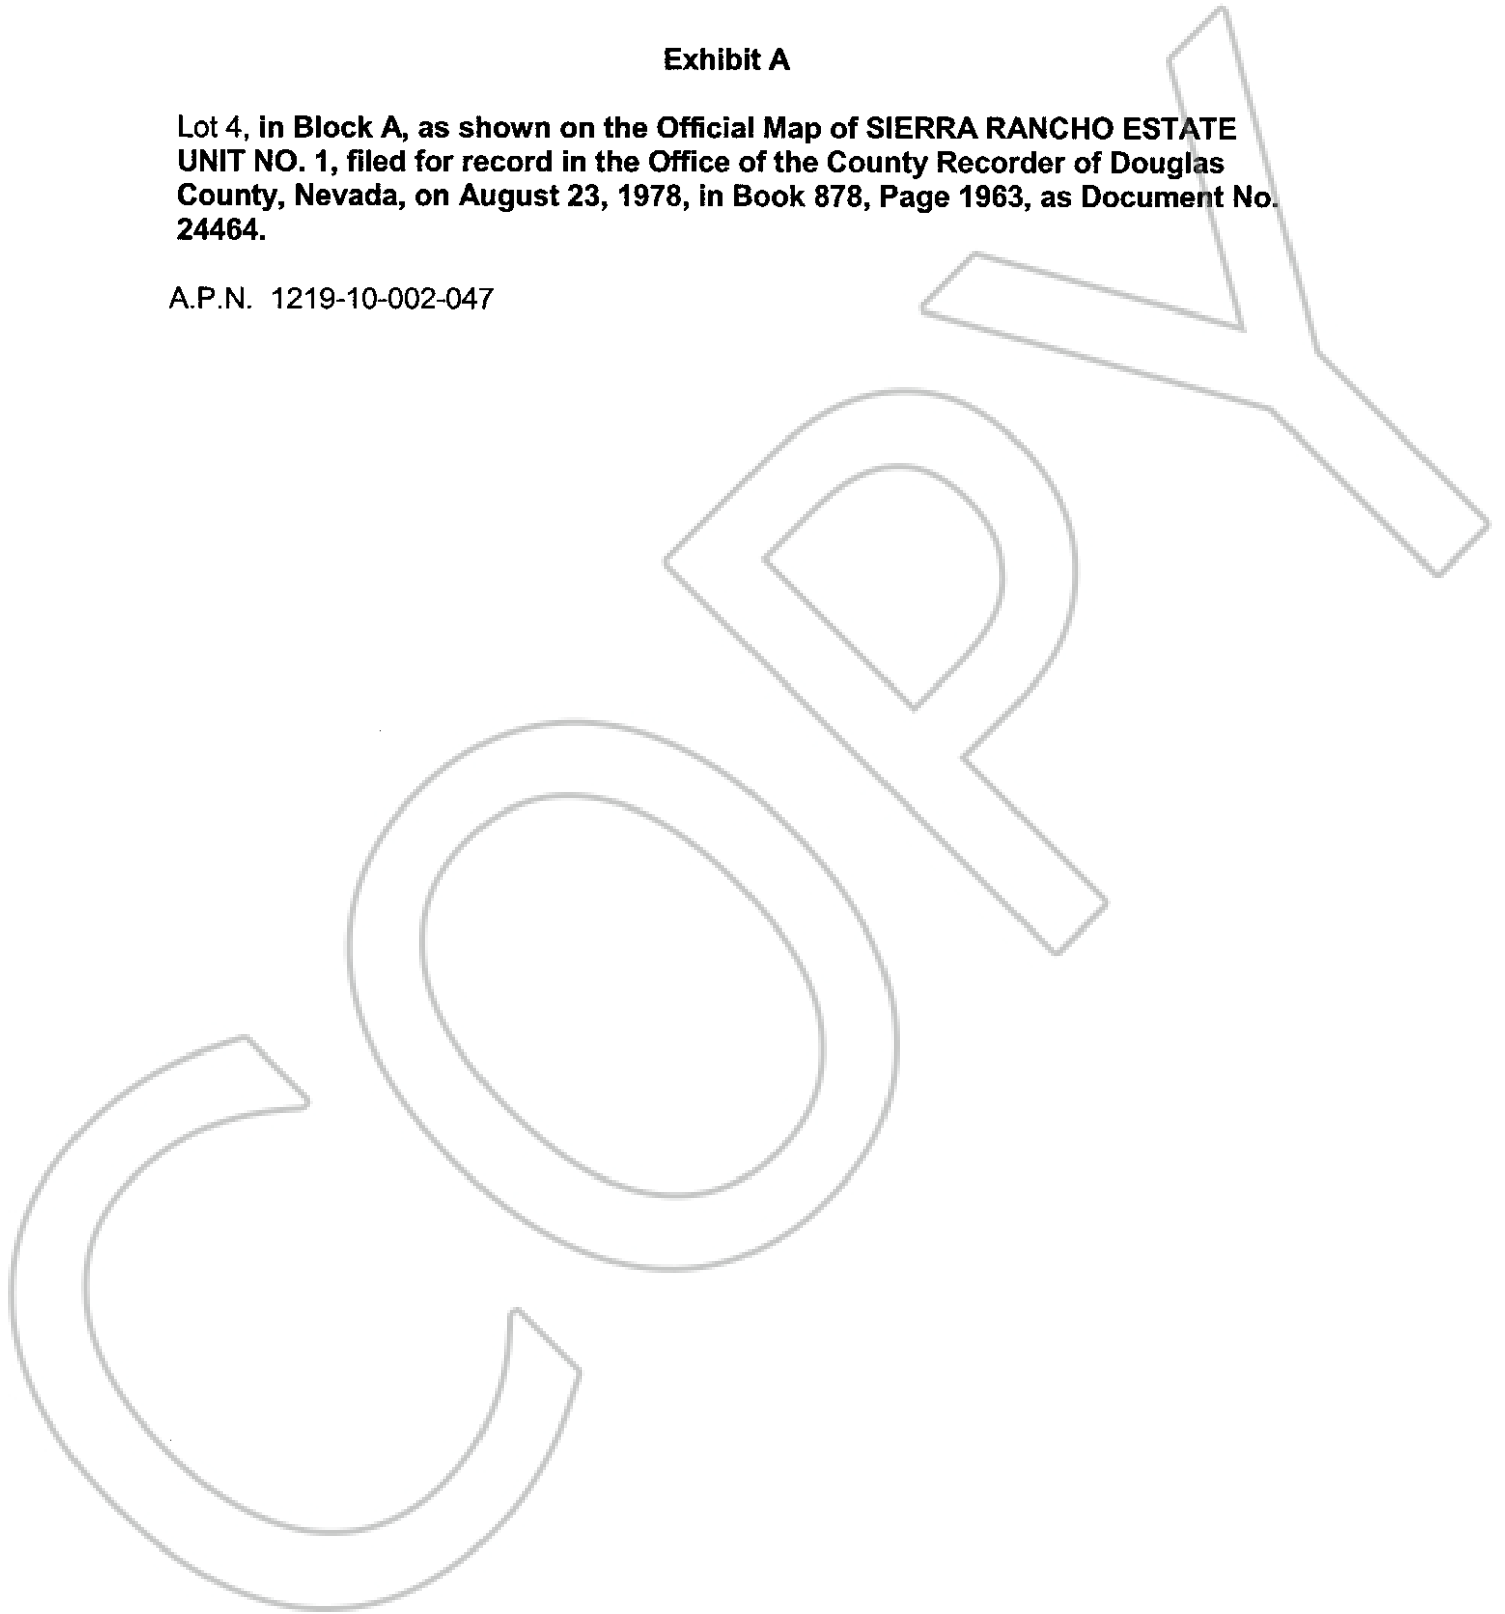 Exhibit A
Lot 4, in Block A, as shown on the Official Map of SIERRA RANCHO ESTATE
UNIT NO. 1, filed for record in the Office of the County Recorder of Douglas
County, Nevada, on August 23, 1978, in Book 878, Page 1963, as Document No.
24464.
A.P.N. 1219-10-002-047
COPY